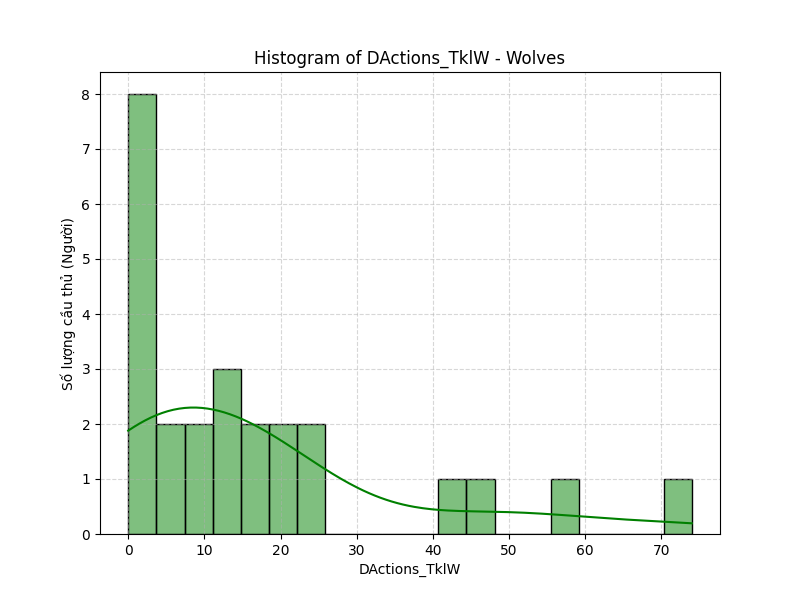 Histogram of DActions_TklW - Wolves
Số lượng cầu thủ (Người)
8
7
6
5
4
3
2
1
0
0 10 20 30 40 50 60 70
DActions_TklW